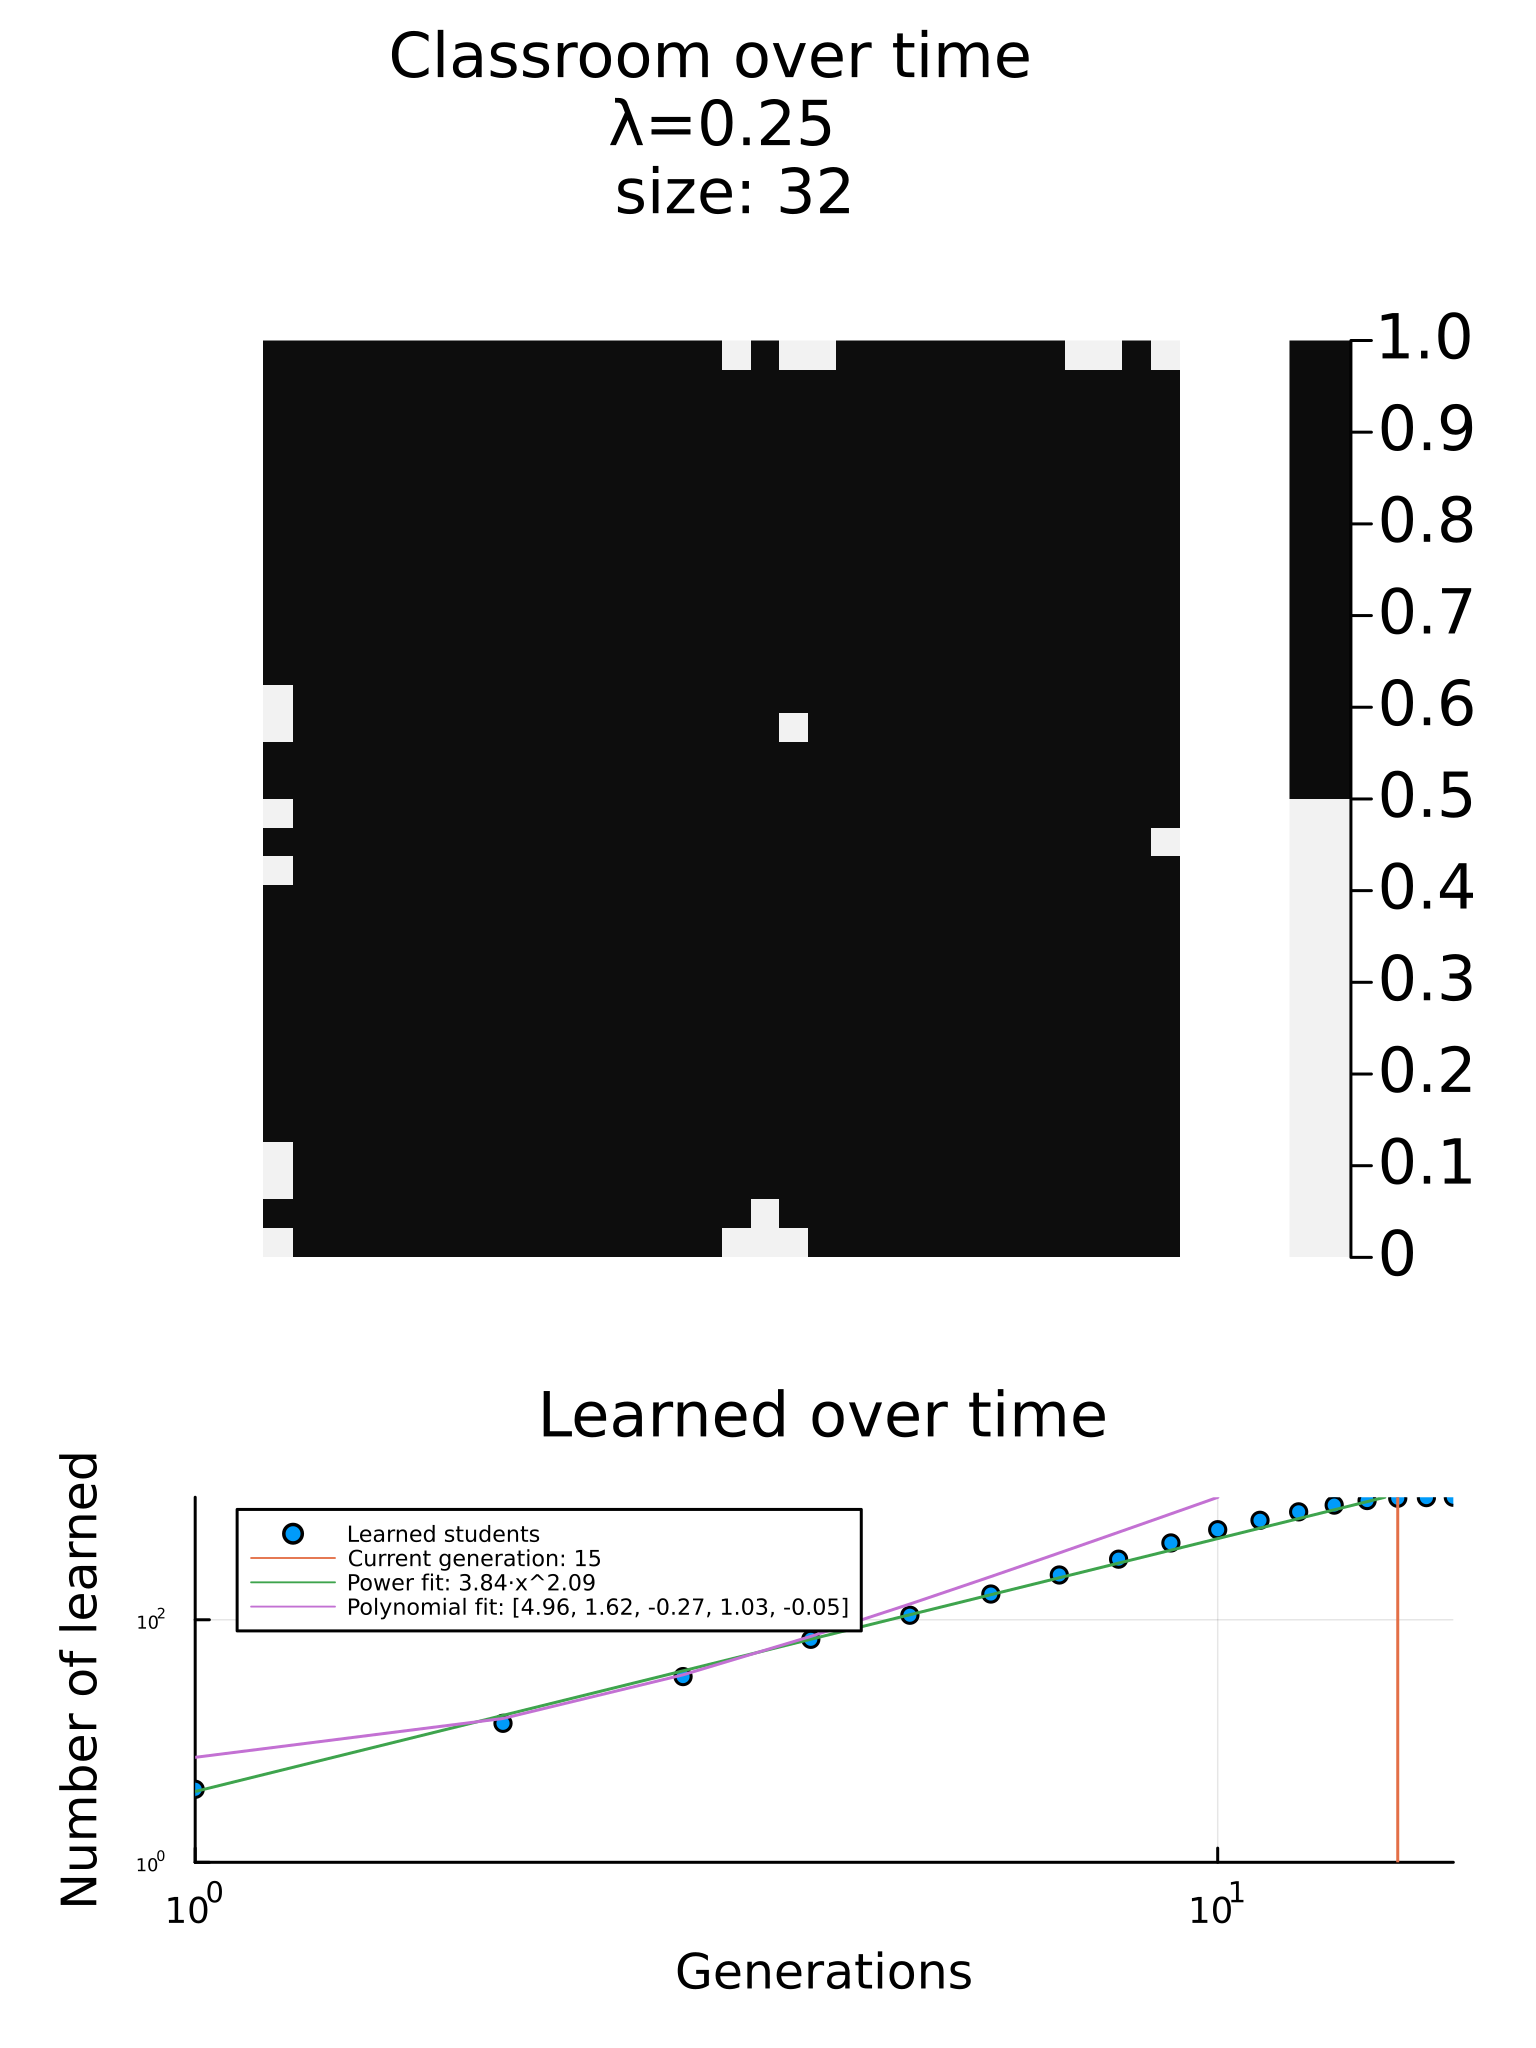 Classroom over time
λ=0.25
size: 32
1.0
0.9
0.8
0.7
0.6
0.5
0.4
0.3
0.2
0.1
0
Learned over time
Number of learned
Learned students
Current generation: 15
Power fit: 3.84·x^2.09
Polynomial fit: [4.96, 1.62, -0.27, 1.03, -0.05]
10²
10⁰
10⁰
10¹
Generations